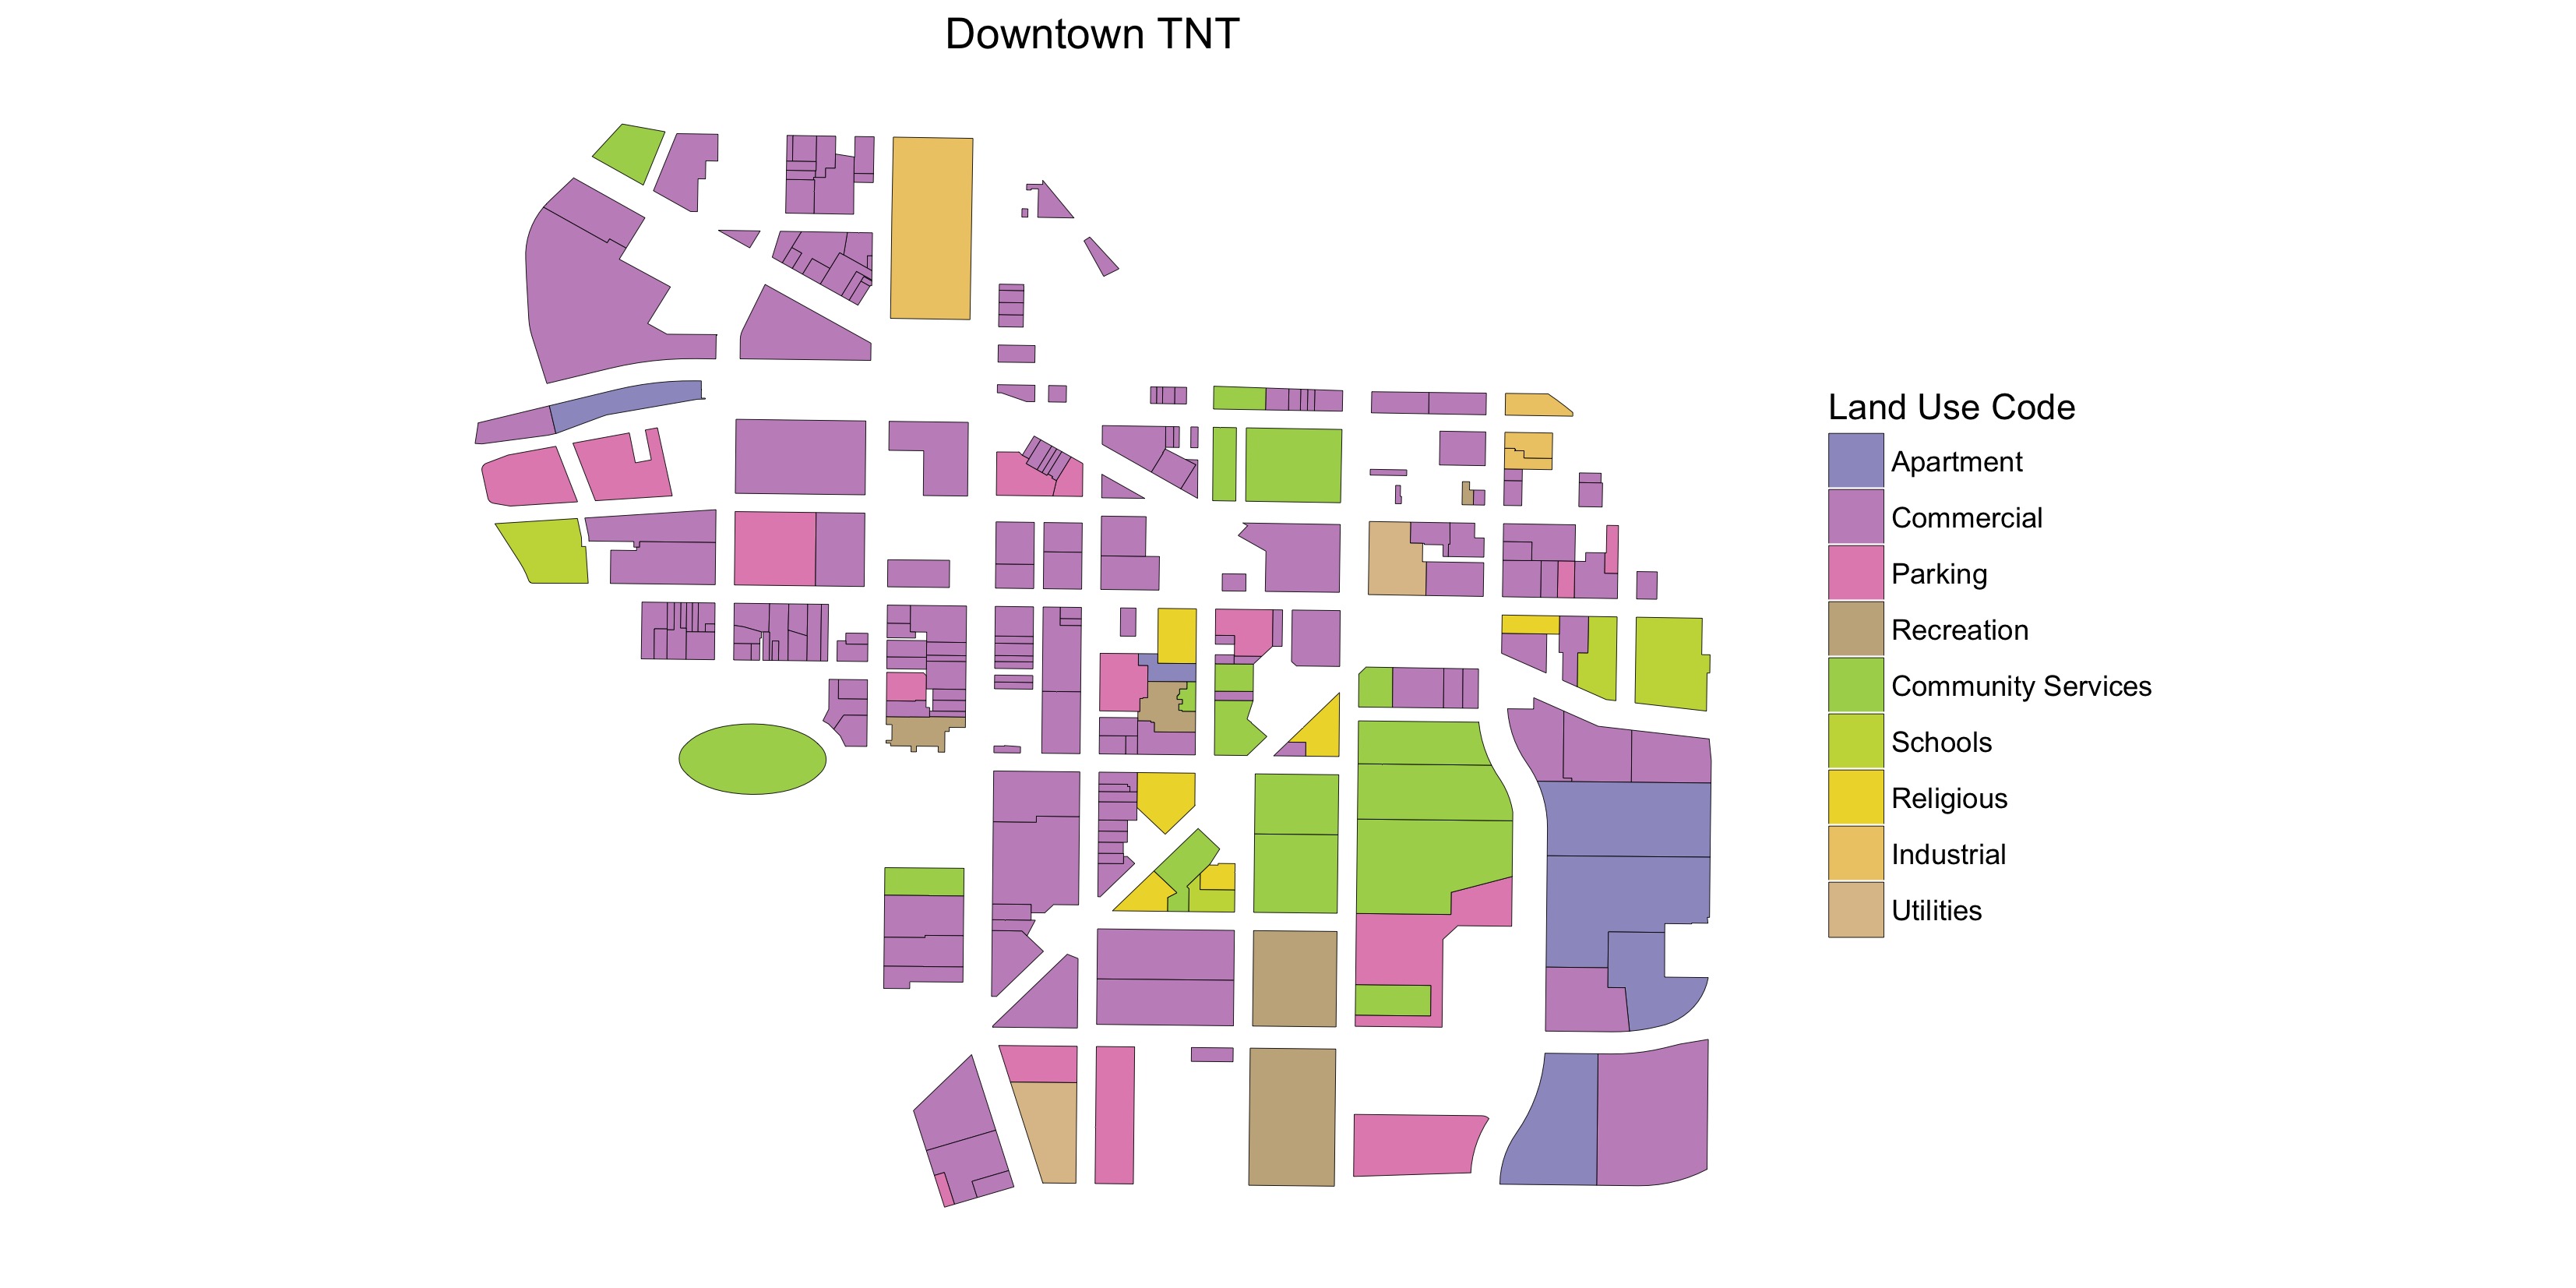 Downtown TNT
Land Use Code
Apartment
Commercial
Parking
Recreation
Community Services
Schools
Religious
Industrial
Utilities